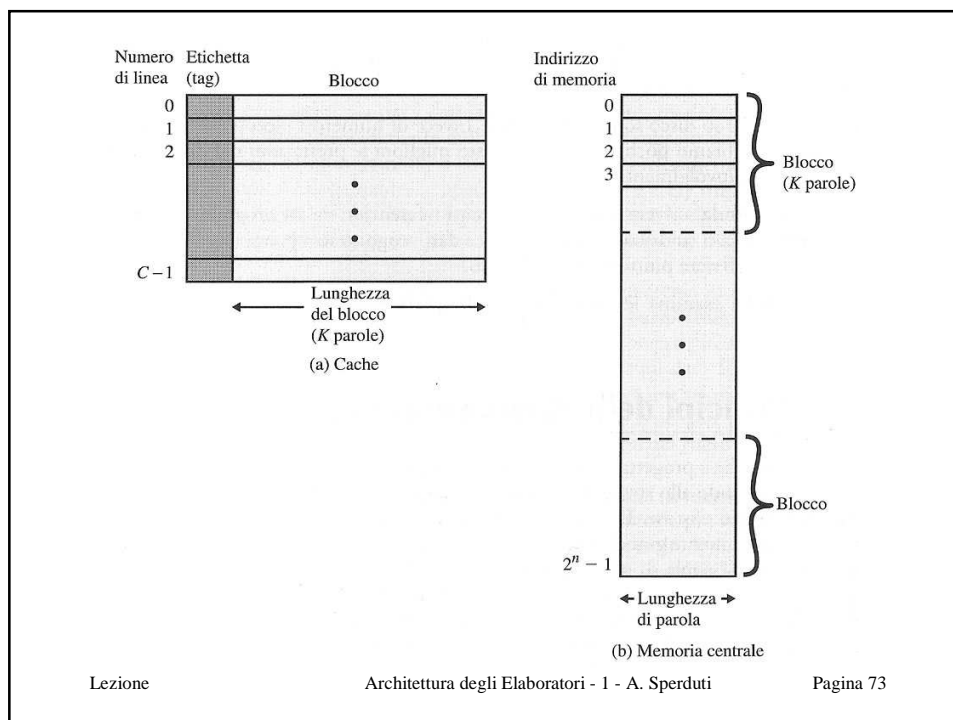 Numero
di linea
Etichetta
(tag)
Blocco
0
1
2
C – 1
Lunghezza
del blocco
(K parole)
(a) Cache
Indirizzo
di memoria
0
1
2
3
Blocco
(K parole)
Blocco
2ⁿ – 1
Lunghezza
di parola
(b) Memoria centrale
Lezione
Architettura degli Elaboratori - 1 - A. Sperduti
Pagina 73